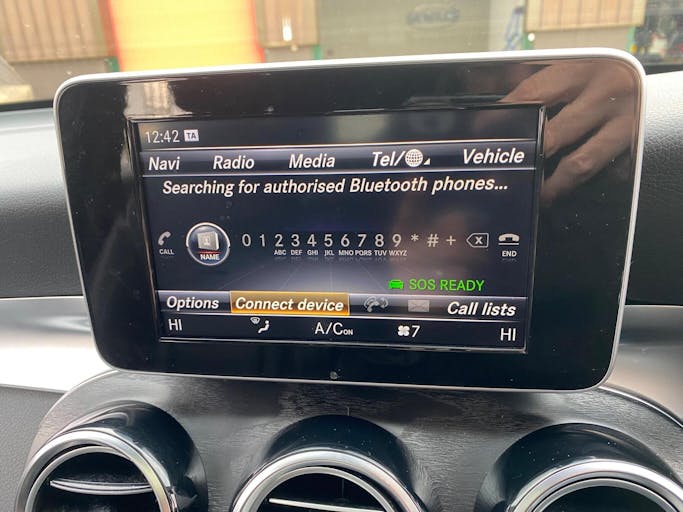 12:42 TA
Navi Radio Media Tel/ Vehicle
Searching for authorised Bluetooth phones...
0 1 2 3 4 5 6 7 8 9 * # + X
CALL NAME ABC DEF GHI JKL MNO PQRS TUV WXYZ END
SOS READY
Options Connect device Call lists
HI A/C ON 7 HI